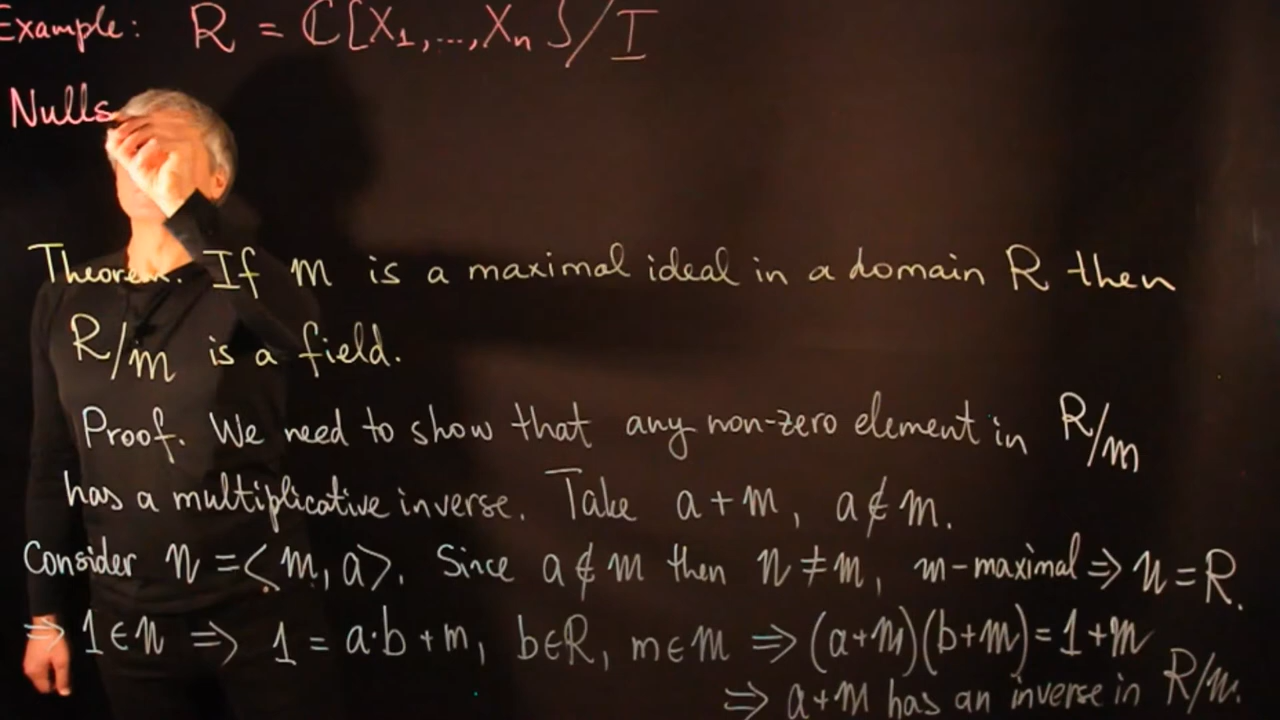 Example: R = ℂ[X₁,...,Xₙ]/I
Nulls
Theorem. If m is a maximal ideal in a domain R then
R/m is a field.
Proof. We need to show that any non-zero element in R/m
has a multiplicative inverse. Take a+m, a∉m.
Consider n = <m, a>. Since a∉m then n≠m, m-maximal ⇒ n=R.
⇒ 1∈n ⇒ 1 = a·b+m, b∈R, m∈m ⇒ (a+m)(b+m)=1+m
⇒ a+m has an inverse in R/m.